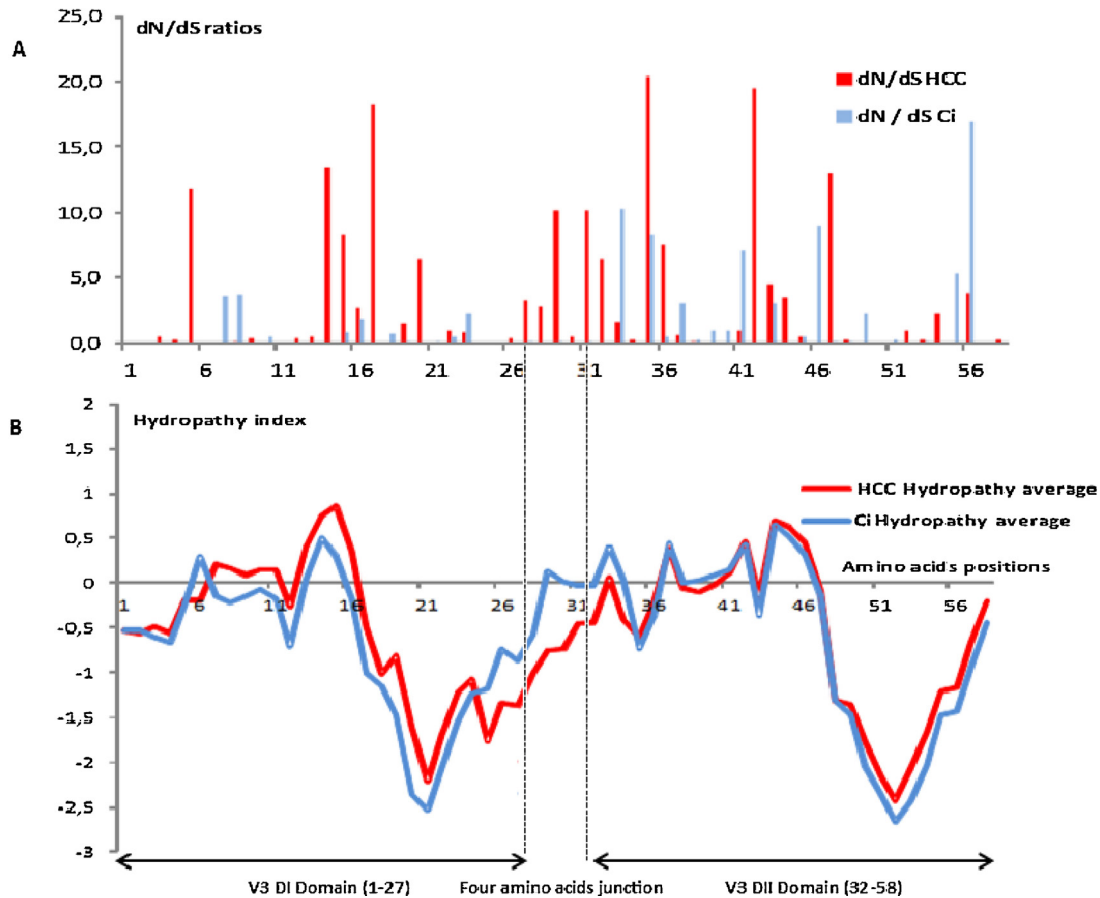 25,0
dN/dS ratios
A
20,0
dN/dS HCC
dN / dS Ci
15,0
10,0
5,0
0,0
1 6 11 16 21 26 31 36 41 46 51 56
2
B
Hydropathy index
1,5
1
HCC Hydropathy average
0,5
Ci Hydropathy average
0
Amino acids positions
1 6 11 16 21 26 31 36 41 46 51 56
-0,5
-1
-1,5
-2
-2,5
-3
V3 DI Domain (1-27) Four amino acids junction V3 DII Domain (32-58)